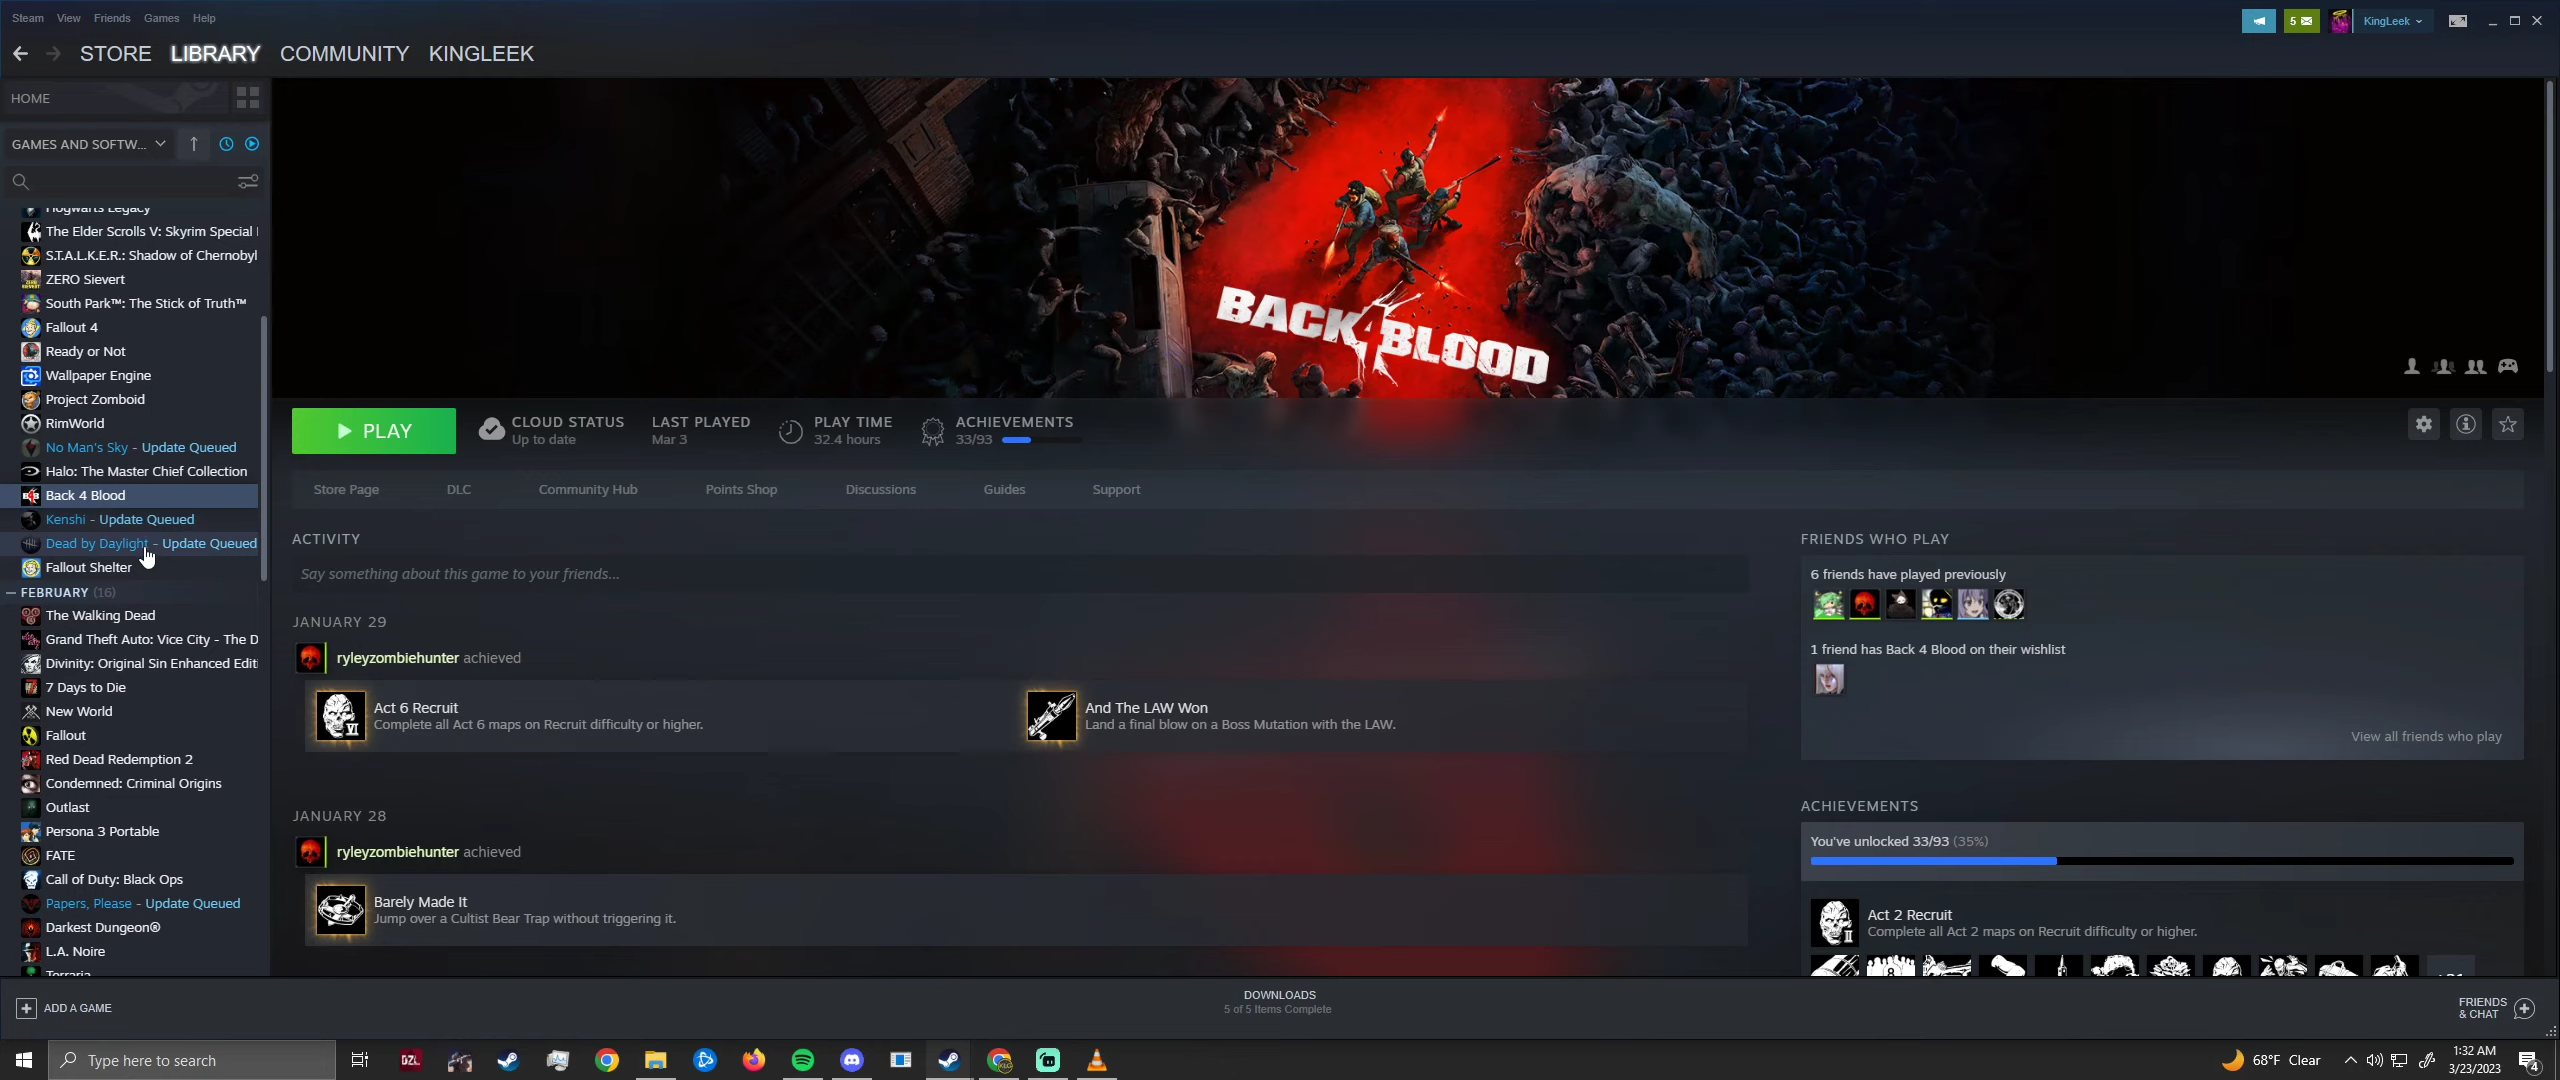 Steam View Friends Games Help
5
KingLeek
STORE LIBRARY COMMUNITY KINGLEEK
HOME
GAMES AND SOFTW...
Hogwarts Legacy
The Elder Scrolls V: Skyrim Special
S.T.A.L.K.E.R.: Shadow of Chernobyl
ZERO Sievert
South Park™: The Stick of Truth™
Fallout 4
Ready or Not
Wallpaper Engine
Project Zomboid
RimWorld
No Man's Sky - Update Queued
Halo: The Master Chief Collection
Back 4 Blood
Kenshi - Update Queued
Dead by Daylight - Update Queued
Fallout Shelter
FEBRUARY (16)
The Walking Dead
Grand Theft Auto: Vice City - The D
Divinity: Original Sin Enhanced Editi
7 Days to Die
New World
Fallout
Red Dead Redemption 2
Condemned: Criminal Origins
Outlast
Persona 3 Portable
FATE
Call of Duty: Black Ops
Papers, Please - Update Queued
Darkest Dungeon®
L.A. Noire
Terraria
BACK 4 BLOOD
PLAY
CLOUD STATUS
Up to date
LAST PLAYED
Mar 3
PLAY TIME
32.4 hours
ACHIEVEMENTS
33/93
Store Page DLC Community Hub Points Shop Discussions Guides Support
ACTIVITY
Say something about this game to your friends...
JANUARY 29
ryleyzombiehunter achieved
VI
Act 6 Recruit
Complete all Act 6 maps on Recruit difficulty or higher.
And The LAW Won
Land a final blow on a Boss Mutation with the LAW.
JANUARY 28
ryleyzombiehunter achieved
Barely Made It
Jump over a Cultist Bear Trap without triggering it.
FRIENDS WHO PLAY
6 friends have played previously
1 friend has Back 4 Blood on their wishlist
View all friends who play
ACHIEVEMENTS
You've unlocked 33/93 (35%)
II
Act 2 Recruit
Complete all Act 2 maps on Recruit difficulty or higher.
ADD A GAME
DOWNLOADS
5 of 5 Items Complete
FRIENDS
& CHAT
Type here to search
DZL
68°F Clear
1:32 AM
3/23/2023
4